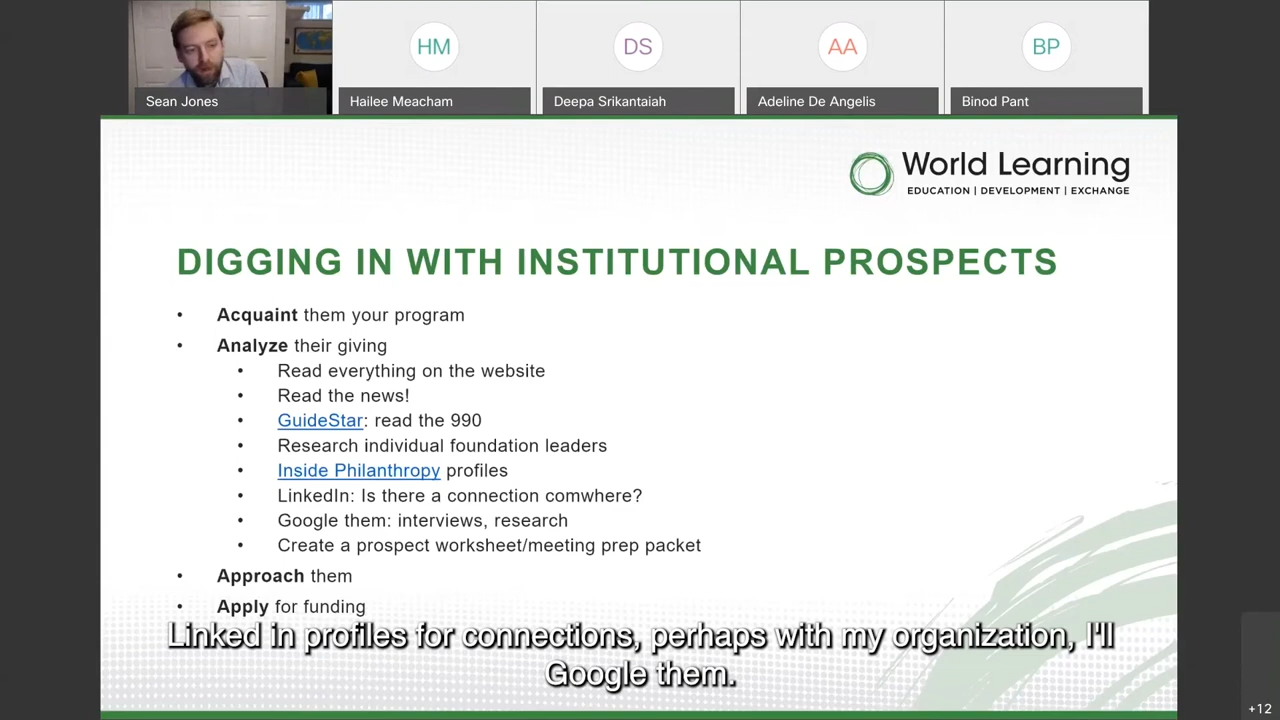 HM
DS
AA
BP
Sean Jones
Hailee Meacham
Deepa Srikantaiah
Adeline De Angelis
Binod Pant
World Learning
EDUCATION | DEVELOPMENT | EXCHANGE
DIGGING IN WITH INSTITUTIONAL PROSPECTS
• Acquaint them your program
• Analyze their giving
• Read everything on the website
• Read the news!
• GuideStar: read the 990
• Research individual foundation leaders
• Inside Philanthropy profiles
• LinkedIn: Is there a connection comwhere?
• Google them: interviews, research
• Create a prospect worksheet/meeting prep packet
• Approach them
• Apply for funding
Linked in profiles for connections, perhaps with my organization, I'll
Google them.
+12